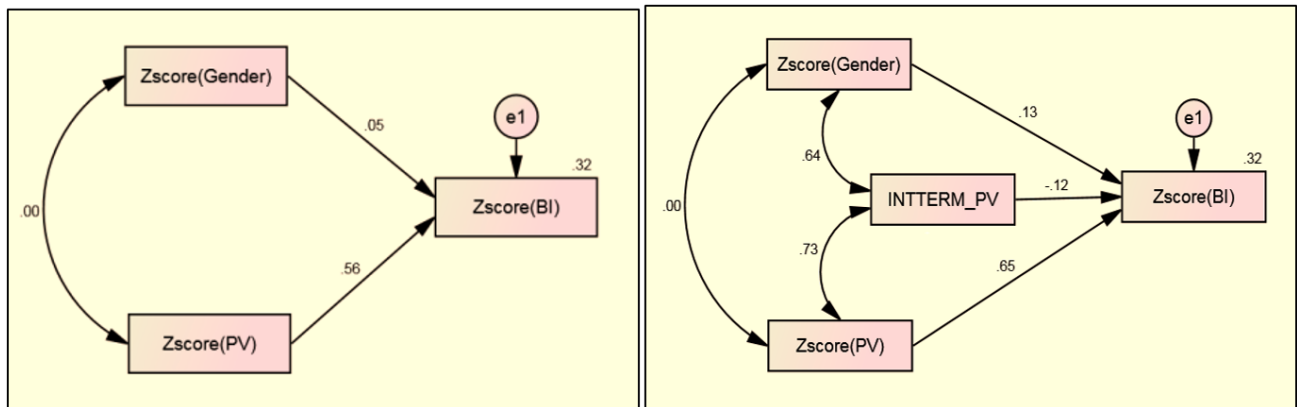 Zscore(Gender)
.05
e1
.32
Zscore(BI)
.00
.56
Zscore(PV)
Zscore(Gender)
.13
e1
.64
.32
INTTERM_PV
-.12
Zscore(BI)
.00
.73
.65
Zscore(PV)